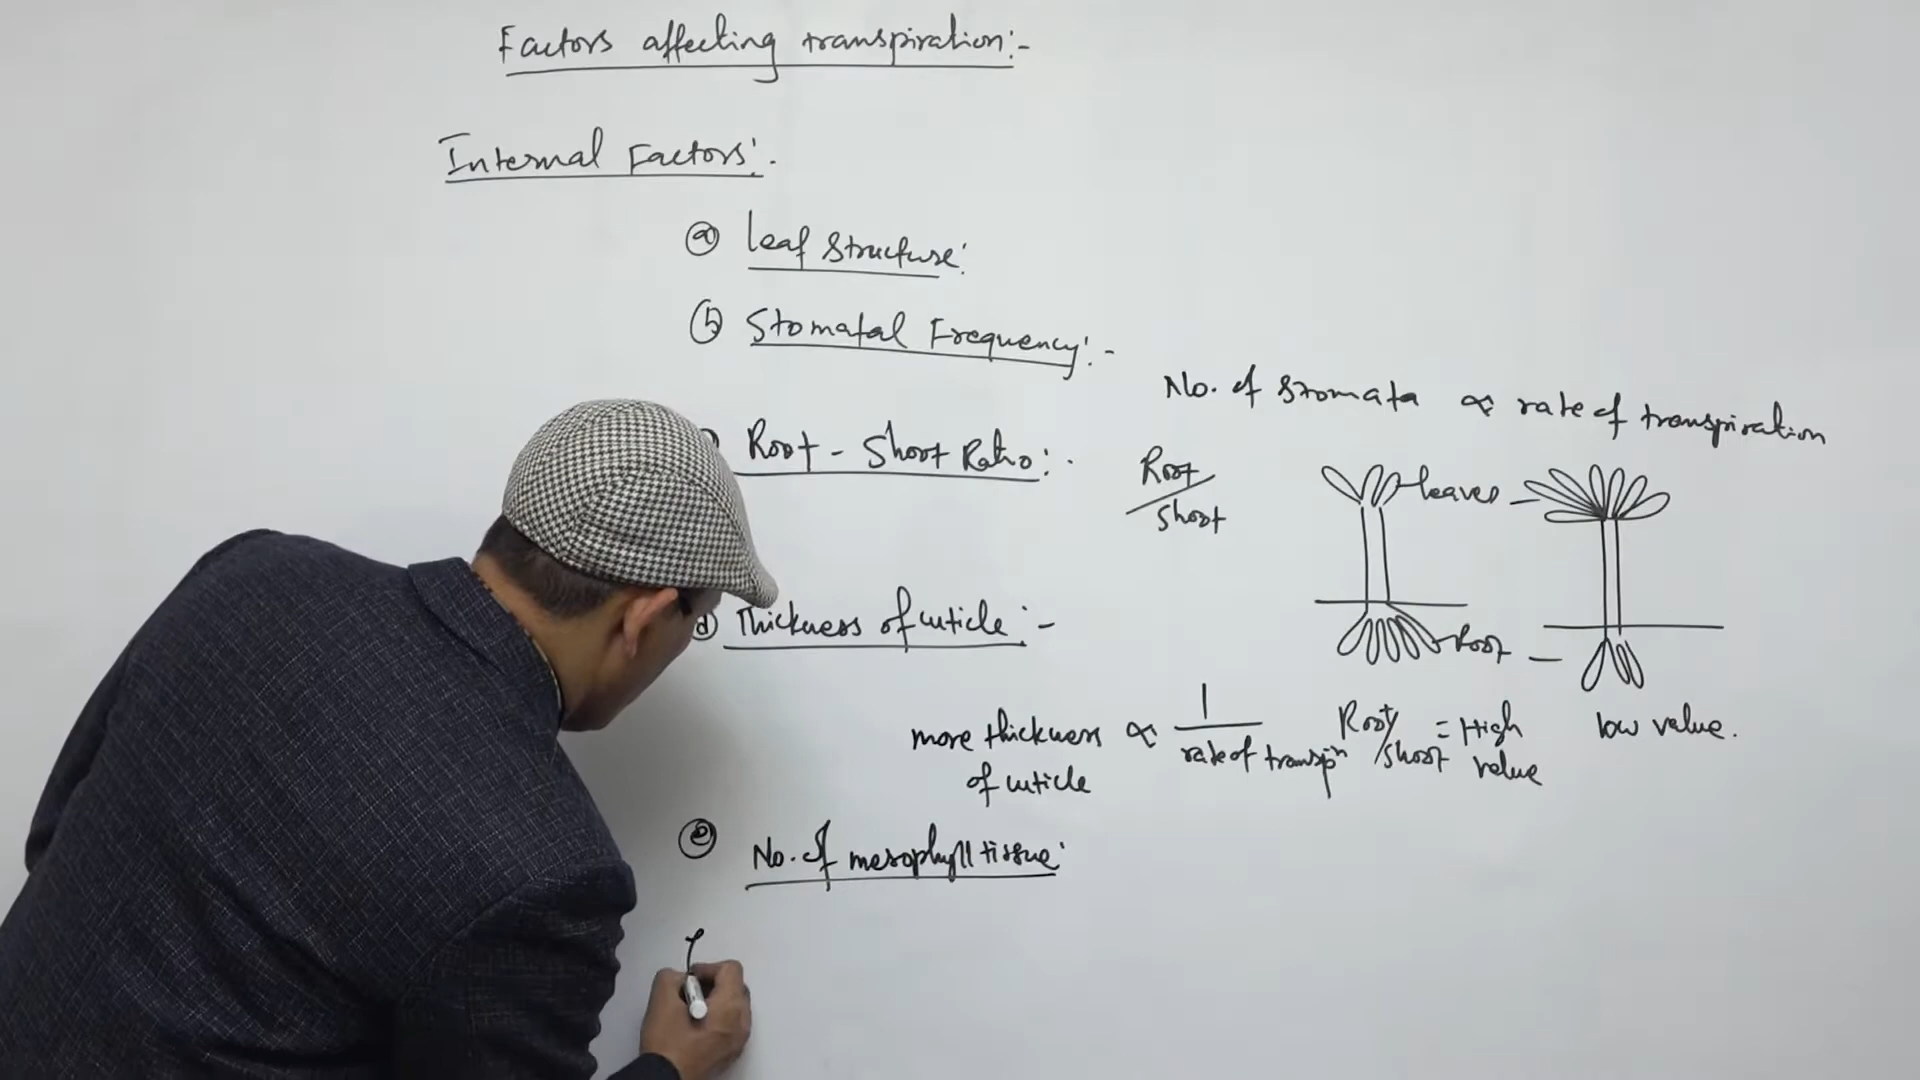 Factors affecting transpiration:-
Internal Factors:.
(a) Leaf Structure:
(b) Stomatal Frequency:-
No. of stomata ∝ rate of transpiration
Root - Shoot Ratio:.
Root/Shoot
leaves
Root
(d) Thickness of cuticle:-
more thickness of cuticle ∝ 1/rate of transpn
Root/Shoot = High value
low value.
(e) No. of mesophyll tissue: